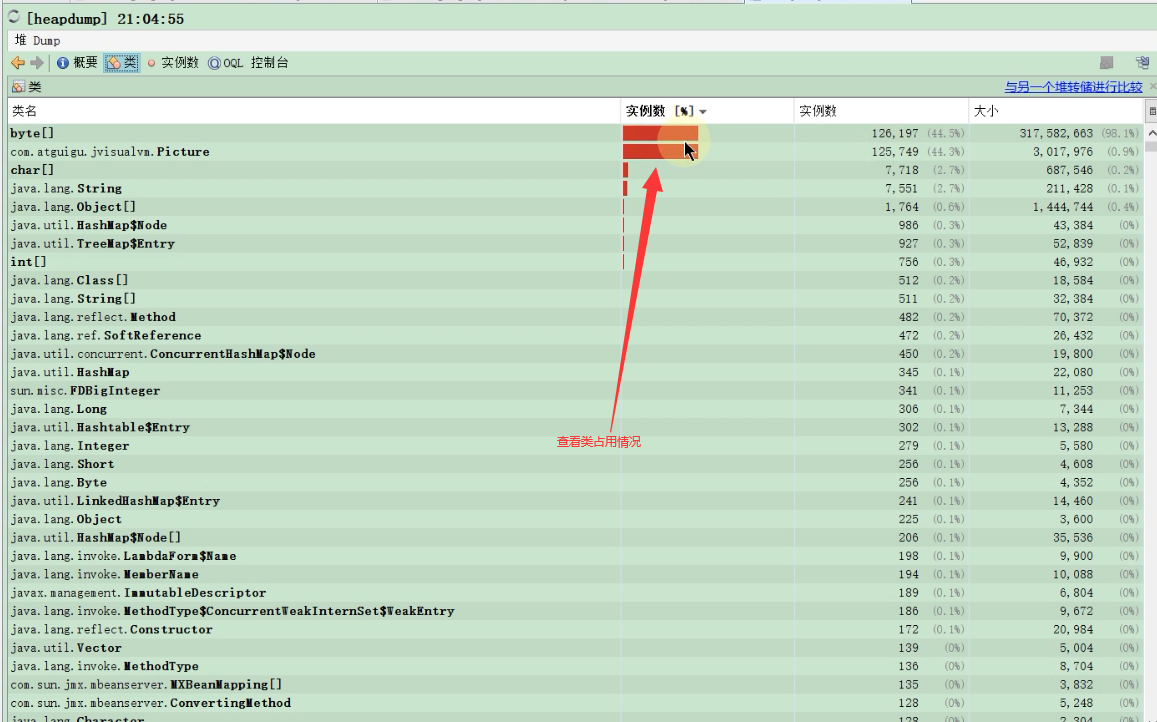 [heapdump] 21:04:55
堆 Dump
概要 类 实例数 OQL 控制台
类 与另一个堆转储进行比较
类名 实例数 [%] 实例数 大小
byte[] 126,197 (44.5%) 317,582,663 (98.1%)
com.atguigu.jvisualvm.Picture 125,749 (44.3%) 3,017,976 (0.9%)
char[] 7,718 (2.7%) 687,546 (0.2%)
java.lang.String 7,551 (2.7%) 211,428 (0.1%)
java.lang.Object[] 1,764 (0.6%) 1,444,744 (0.4%)
java.util.HashMap$Node 986 (0.3%) 43,384 (0%)
java.util.TreeMap$Entry 927 (0.3%) 52,839 (0%)
int[] 756 (0.3%) 46,932 (0%)
java.lang.Class[] 512 (0.2%) 18,584 (0%)
java.lang.String[] 511 (0.2%) 32,384 (0%)
java.lang.reflect.Method 482 (0.2%) 70,372 (0%)
java.lang.ref.SoftReference 472 (0.2%) 26,432 (0%)
java.util.concurrent.ConcurrentHashMap$Node 450 (0.2%) 19,800 (0%)
java.util.HashMap 345 (0.1%) 22,080 (0%)
sun.misc.FDBigInteger 341 (0.1%) 11,253 (0%)
java.lang.Long 306 (0.1%) 7,344 (0%)
java.util.Hashtable$Entry 302 (0.1%) 13,288 (0%)
查看类占用情况
java.lang.Integer 279 (0.1%) 5,580 (0%)
java.lang.Short 256 (0.1%) 4,608 (0%)
java.lang.Byte 256 (0.1%) 4,352 (0%)
java.util.LinkedHashMap$Entry 241 (0.1%) 14,460 (0%)
java.lang.Object 225 (0.1%) 3,600 (0%)
java.util.HashMap$Node[] 206 (0.1%) 35,536 (0%)
java.lang.invoke.LambdaForm$Name 198 (0.1%) 9,900 (0%)
java.lang.invoke.MemberName 194 (0.1%) 10,088 (0%)
javax.management.ImmutableDescriptor 189 (0.1%) 6,804 (0%)
java.lang.invoke.MethodType$ConcurrentWeakInternSet$WeakEntry 186 (0.1%) 9,672 (0%)
java.lang.reflect.Constructor 172 (0.1%) 20,984 (0%)
java.util.Vector 139 (0%) 5,004 (0%)
java.lang.invoke.MethodType 136 (0%) 8,704 (0%)
com.sun.jmx.mbeanserver.MXBeanMapping[] 135 (0%) 3,832 (0%)
com.sun.jmx.mbeanserver.ConvertingMethod 128 (0%) 5,248 (0%)
java.lang.Character 128 (0%) 2,304 (0%)